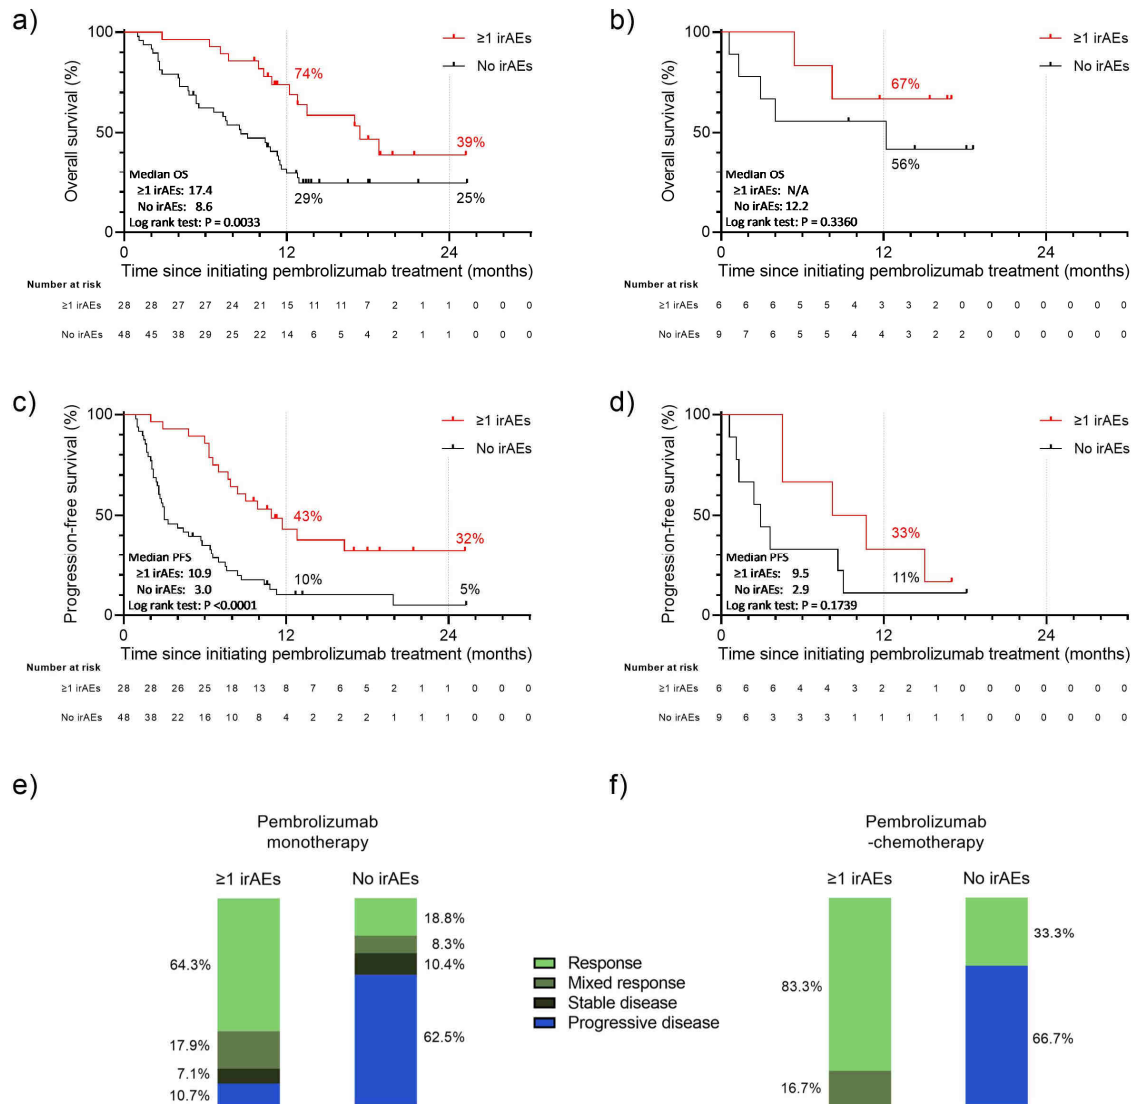 a)
100
50
0
Overall survival (%)
≥1 irAEs
No irAEs
74%
39%
29%
25%
Median OS
≥1 irAEs: 17.4
No irAEs: 8.6
Log rank test: P = 0.0033
0 12 24
Time since initiating pembrolizumab treatment (months)
Number at risk
≥1 irAEs 28 28 27 27 24 21 15 11 11 7 2 1 1 0 0 0
No irAEs 48 45 38 29 25 22 14 6 5 4 2 1 1 0 0 0
b)
100
50
0
Overall survival (%)
≥1 irAEs
No irAEs
67%
56%
Median OS
≥1 irAEs: N/A
No irAEs: 12.2
Log rank test: P = 0.3360
0 12 24
Time since initiating pembrolizumab treatment (months)
Number at risk
≥1 irAEs 6 6 6 5 5 4 3 3 2 0 0 0 0 0 0 0
No irAEs 9 7 6 5 5 4 4 3 2 2 0 0 0 0 0 0
c)
100
50
0
Progression-free survival (%)
≥1 irAEs
No irAEs
43%
32%
10%
5%
Median PFS
≥1 irAEs: 10.9
No irAEs: 3.0
Log rank test: P <0.0001
0 12 24
Time since initiating pembrolizumab treatment (months)
Number at risk
≥1 irAEs 28 28 26 25 18 13 8 7 6 5 2 1 1 0 0 0
No irAEs 48 38 22 16 10 8 4 2 2 2 1 1 1 0 0 0
d)
100
50
0
Progression-free survival (%)
≥1 irAEs
No irAEs
33%
11%
Median PFS
≥1 irAEs: 9.5
No irAEs: 2.9
Log rank test: P = 0.1739
0 12 24
Time since initiating pembrolizumab treatment (months)
Number at risk
≥1 irAEs 6 6 6 4 4 3 2 2 1 0 0 0 0 0 0 0
No irAEs 9 6 3 3 3 1 1 1 1 1 0 0 0 0 0 0
e)
Pembrolizumab
monotherapy
≥1 irAEs
No irAEs
64.3%
17.9%
7.1%
10.7%
18.8%
8.3%
10.4%
62.5%
Response
Mixed response
Stable disease
Progressive disease
f)
Pembrolizumab
-chemotherapy
≥1 irAEs
No irAEs
83.3%
16.7%
33.3%
66.7%